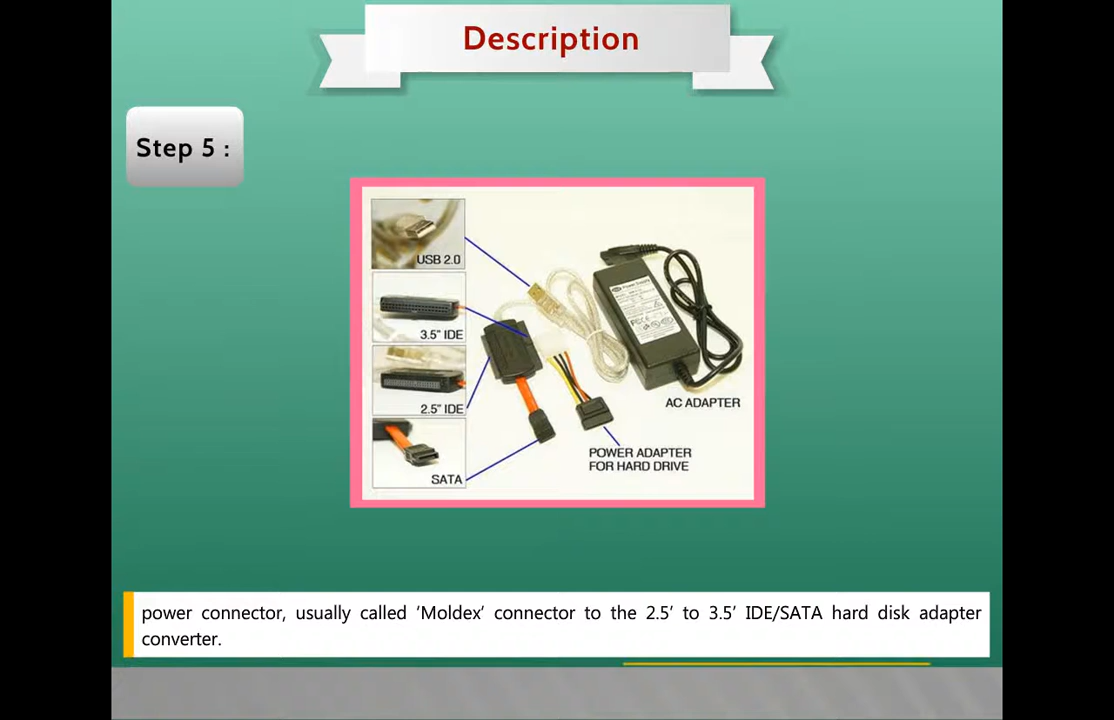 Description
Step 5 :
USB 2.0
3.5" IDE
2.5" IDE
SATA
AC ADAPTER
POWER ADAPTER
FOR HARD DRIVE
power connector, usually called ‘Moldex’ connector to the 2.5’ to 3.5’ IDE/SATA hard disk adapter
converter.